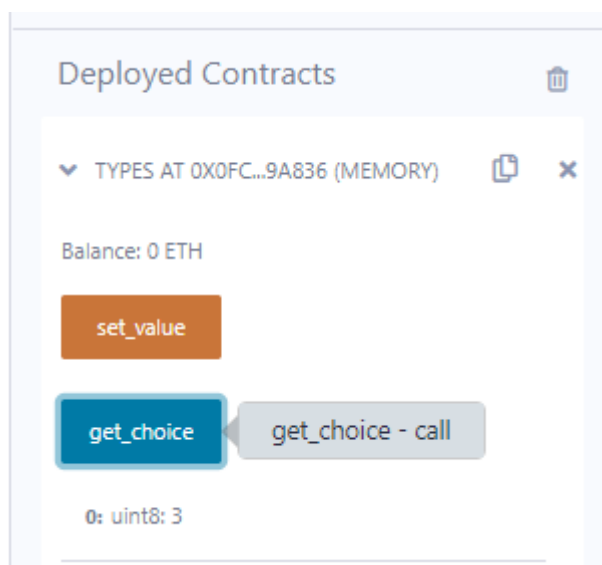 Deployed Contracts
TYPES AT 0X0FC...9A836 (MEMORY)
Balance: 0 ETH
set_value
get_choice
get_choice - call
0: uint8: 3